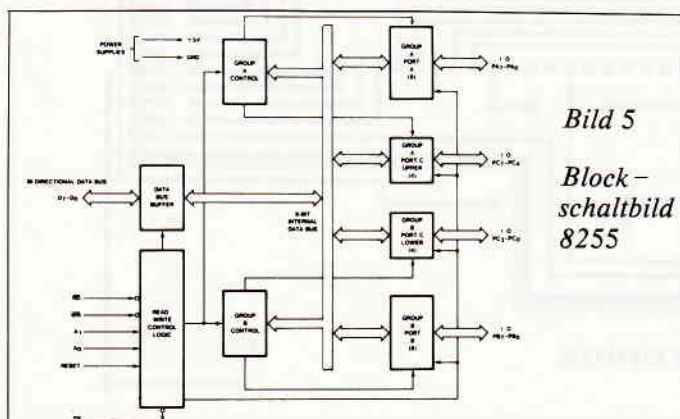 POWER
SUPPLIES
+5V
GND
GROUP
A
CONTROL
GROUP
A
PORT
A
(8)
I/O
PA7-PA0
GROUP
A
PORT C
UPPER
(4)
I/O
PC7-PC4
BI DIRECTIONAL DATA BUS
D7-D0
DATA
BUS
BUFFER
8-BIT
INTERNAL
DATA BUS
GROUP
B
PORT C
LOWER
(4)
I/O
PC3-PC0
RD
WR
A1
A0
RESET
READ
WRITE
CONTROL
LOGIC
GROUP
B
CONTROL
GROUP
B
PORT
B
(8)
I/O
PB7-PB0
Bild 5
Block-
schaltbild
8255